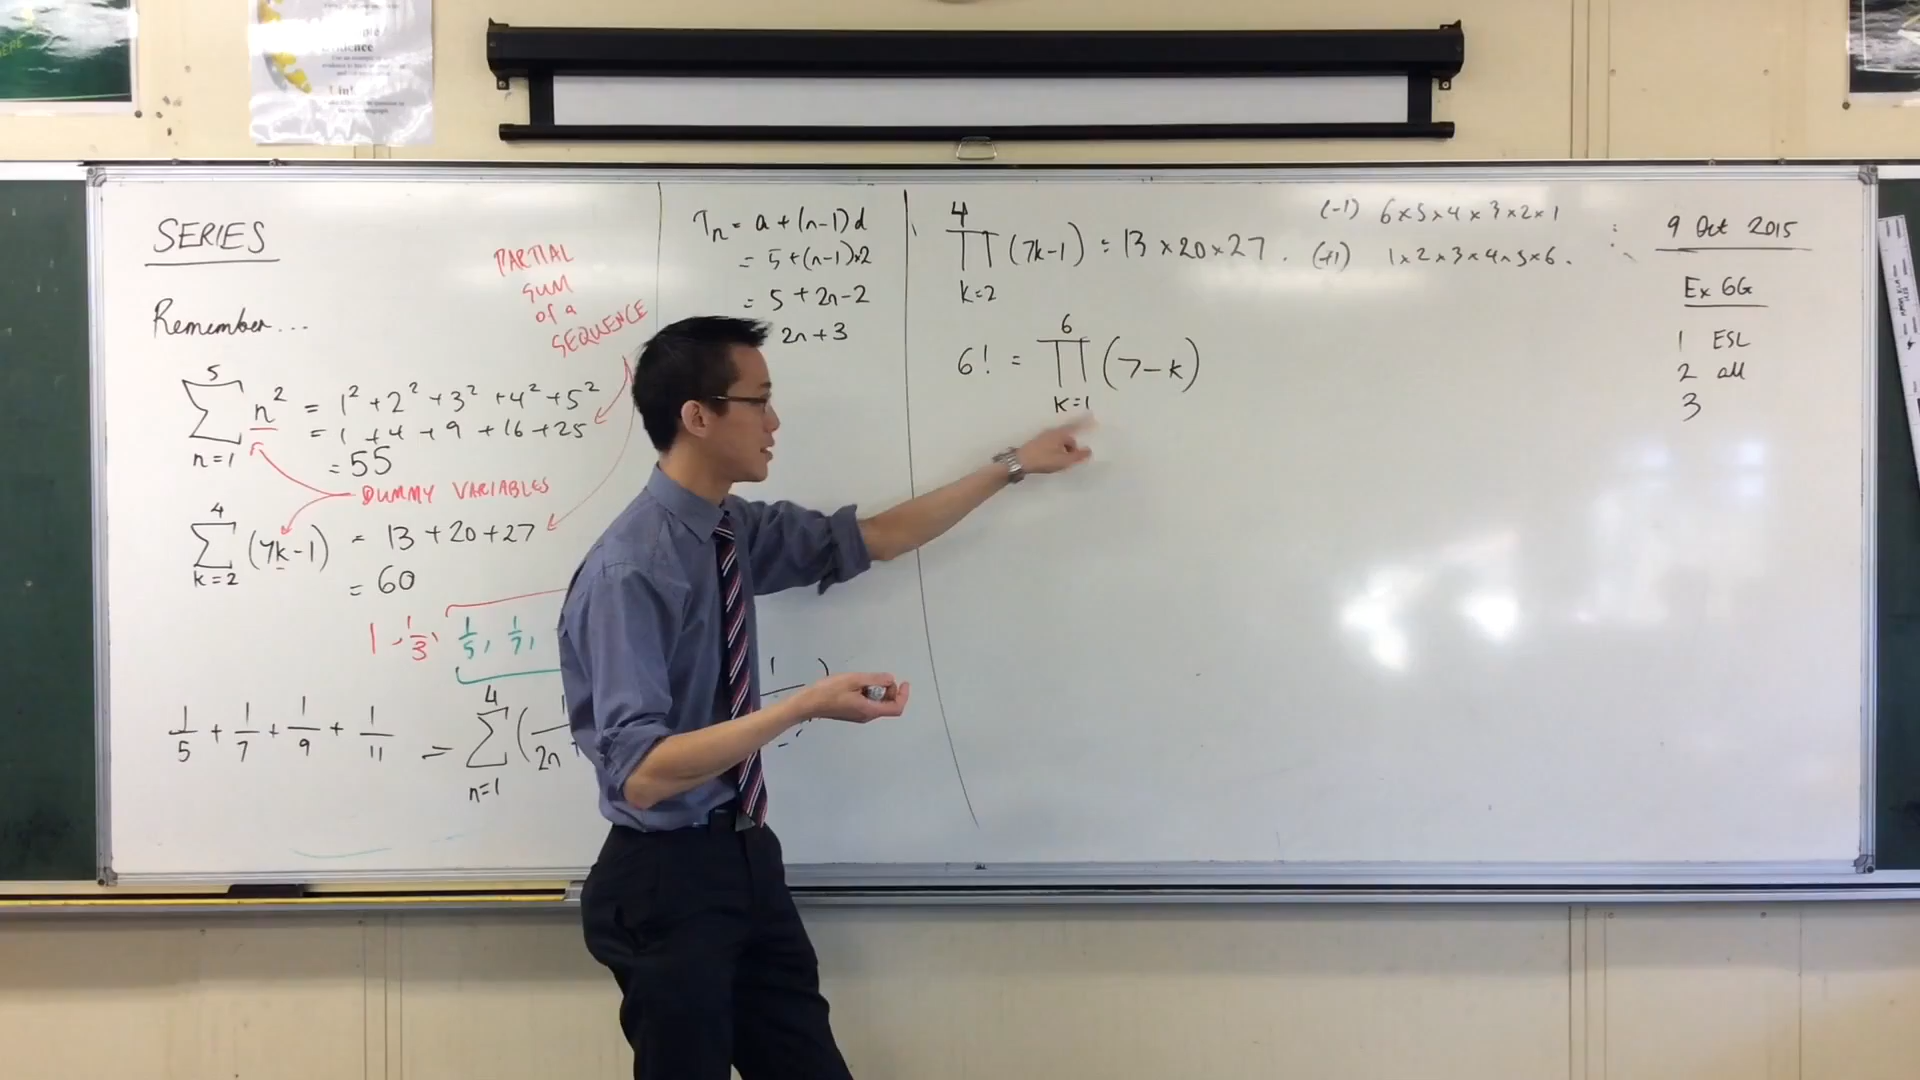 SERIES
Remember...
PARTIAL
SUM
of a
SEQUENCE
5
∑ n² = 1² + 2² + 3² + 4² + 5²
n=1
= 1 + 4 + 9 + 16 + 25
= 55
DUMMY VARIABLES
4
∑ (7k-1) = 13 + 20 + 27
k=2
= 60
1, 1/3, 1/5, 1/7,
1/5 + 1/7 + 1/9 + 1/11 = 4
∑ (1/2n
n=1
Tn = a + (n-1)d
= 5 + (n-1)×2
= 5 + 2n - 2
2n + 3
4
∏ (7k-1) = 13 × 20 × 27.
k=2
(-1) 6×5×4×3×2×1
(+1) 1×2×3×4×5×6.
6
6! = ∏ (7-k)
k=1
9 Oct 2015
Ex 6G
1 ESL
2 all
3